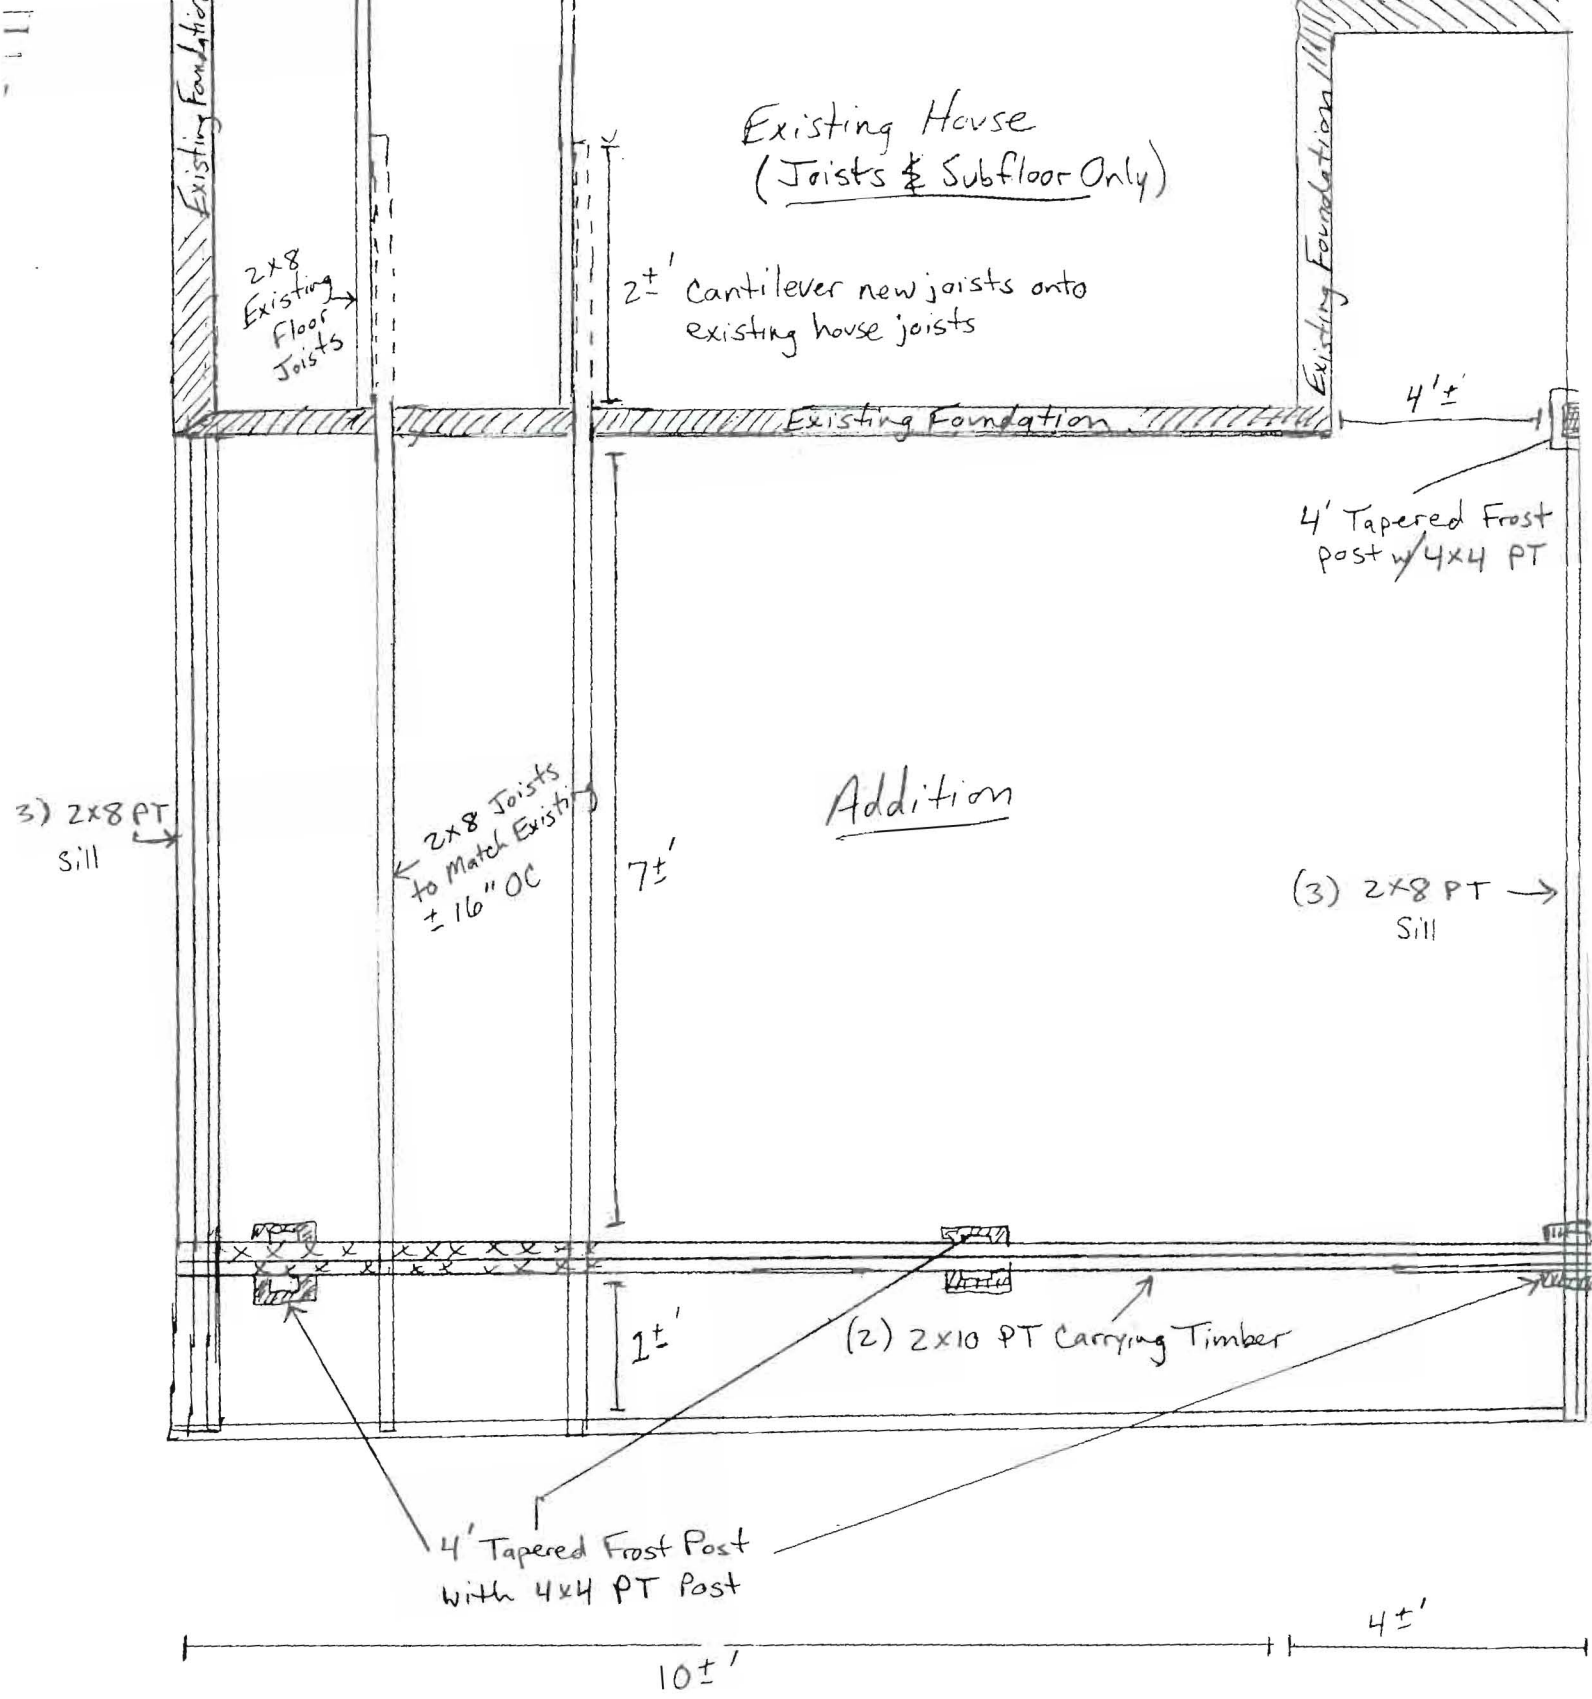 Existing Foundation
Existing House
(Joists & Subfloor Only)
Existing Foundation
2x8
Existing
Floor
Joists
2±' Cantilever new joists onto
existing house joists
4'±
Existing Foundation
4' Tapered Frost
post w/ 4x4 PT
3) 2x8 PT
Sill
2x8 Joists
to Match Existing
± 16" OC
7±'
Addition
(3) 2x8 PT
Sill
1±'
(2) 2x10 PT Carrying Timber
4' Tapered Frost Post
with 4x4 PT Post
10±'
4±'